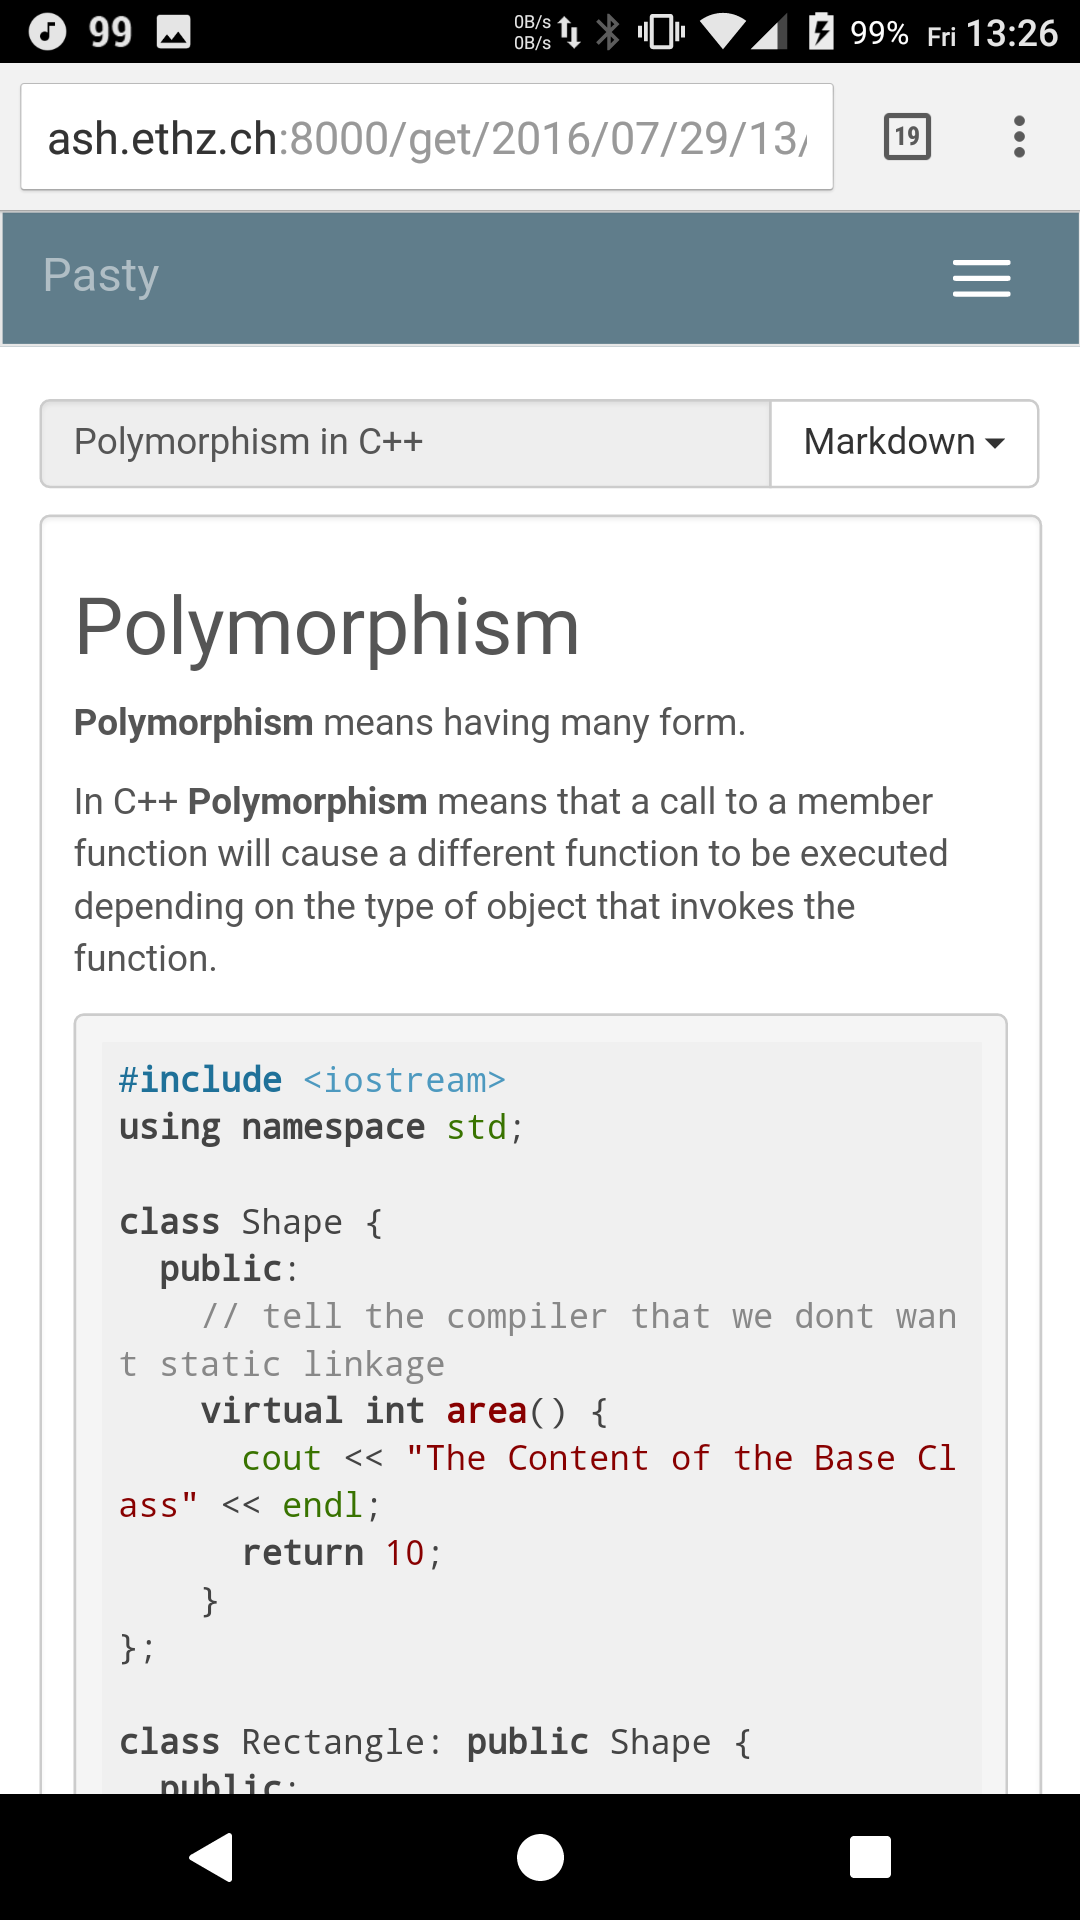 99 0B/s 0B/s 99% Fri 13:26
ash.ethz.ch:8000/get/2016/07/29/13/ 19
Pasty
Polymorphism in C++ Markdown
Polymorphism
Polymorphism means having many form.
In C++ Polymorphism means that a call to a member
function will cause a different function to be executed
depending on the type of object that invokes the
function.
#include <iostream>
using namespace std;
class Shape {
  public:
    // tell the compiler that we dont wan
t static linkage
    virtual int area() {
      cout << "The Content of the Base Cl
ass" << endl;
      return 10;
    }
};
class Rectangle: public Shape {
  public: